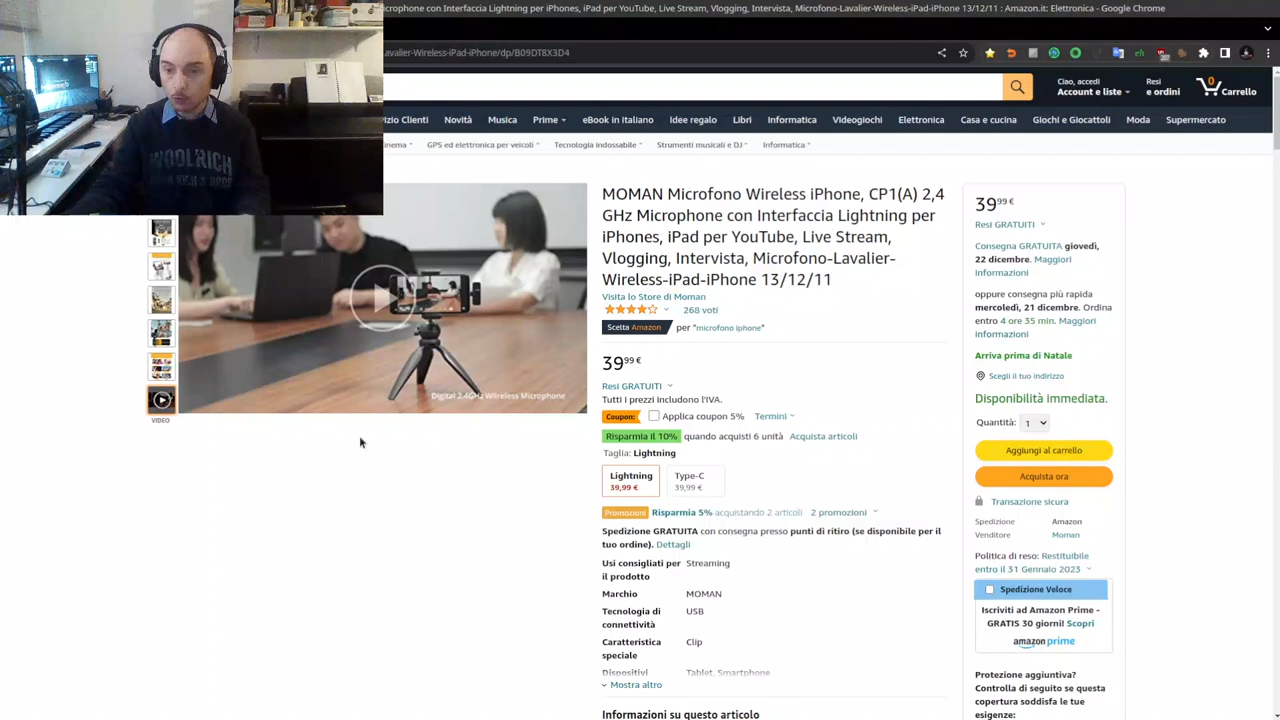 icrofono con Interfaccia Lightning per iPhones, iPad per YouTube, Live Stream, Vlogging, Intervista, Microfono-Lavalier-Wireless-iPad-iPhone 13/12/11 : Amazon.it: Elettronica - Google Chrome
avalier-Wireless-iPad-iPhone/dp/B09DT8X3D4
Ciao, accedi
Account e liste
Resi
e ordini
0
Carrello
izio Clienti Novità Musica Prime eBook in italiano Idee regalo Libri Informatica Videogiochi Elettronica Casa e cucina Giochi e Giocattoli Moda Supermercato
inema GPS ed elettronica per veicoli Tecnologia indossabile Strumenti musicali e DJ Informatica
WOOLRICH
VIDEO
Digital 2.4GHz Wireless Microphone
MOMAN Microfono Wireless iPhone, CP1(A) 2,4
GHz Microphone con Interfaccia Lightning per
iPhones, iPad per YouTube, Live Stream,
Vlogging, Intervista, Microfono-Lavalier-
Wireless-iPad-iPhone 13/12/11
Visita lo Store di Moman
268 voti
Scelta Amazon per "microfono iphone"
39,99 €
Resi GRATUITI
Tutti i prezzi includono l'IVA.
Coupon: Applica coupon 5% Termini
Risparmia il 10% quando acquisti 6 unità Acquista articoli
Taglia: Lightning
Lightning
39,99 €
Type-C
39,99 €
Promozioni Risparmia 5% acquistando 2 articoli 2 promozioni
Spedizione GRATUITA con consegna presso punti di ritiro (se disponibile per il
tuo ordine). Dettagli
Usi consigliati per
il prodotto
Streaming
Marchio MOMAN
Tecnologia di
connettività
USB
Caratteristica
speciale
Clip
Dispositivi Tablet, Smartphone
Mostra altro
Informazioni su questo articolo
39,99 €
Resi GRATUITI
Consegna GRATUITA giovedì,
22 dicembre. Maggiori
informazioni
oppure consegna più rapida
mercoledì, 21 dicembre. Ordina
entro 4 ore 35 min. Maggiori
informazioni
Arriva prima di Natale
Scegli il tuo indirizzo
Disponibilità immediata.
Quantità: 1
Aggiungi al carrello
Acquista ora
Transazione sicura
Spedizione Amazon
Venditore Moman
Politica di reso: Restituibile
entro il 31 Gennaio 2023
Spedizione Veloce
Iscriviti ad Amazon Prime -
GRATIS 30 giorni! Scopri
amazon prime
Protezione aggiuntiva?
Controlla di seguito se questa
copertura soddisfa le tue
esigenze: